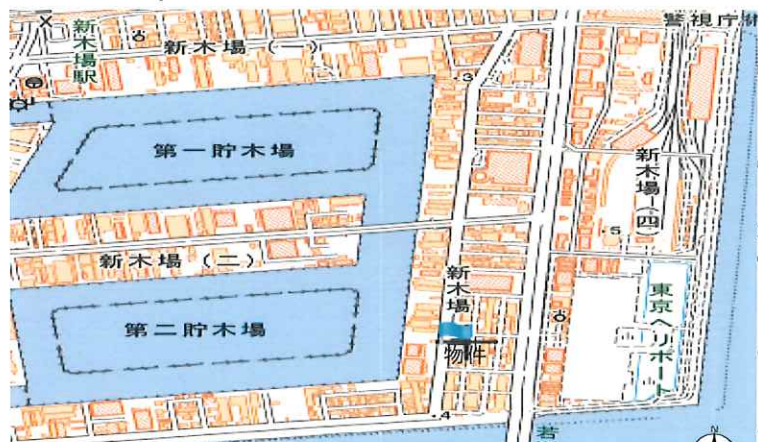 新木場駅
新木場(一)
警視庁
・3
第一貯木場
新木場(四)
新木場(二)
・5
新木場
東京ヘリポート
第二貯木場
物件
・4
若
N